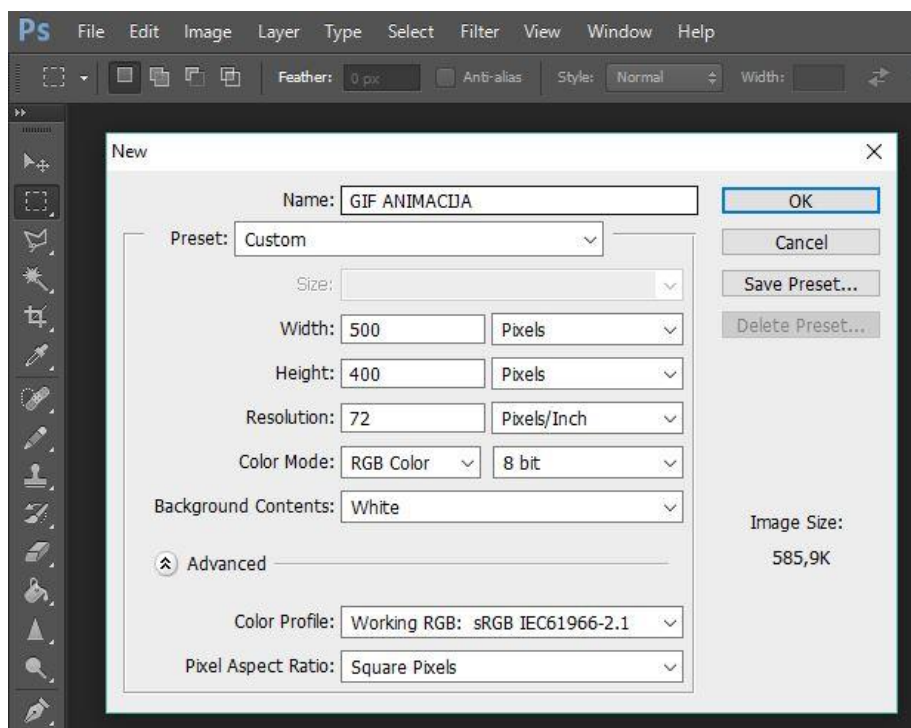 Ps File Edit Image Layer Type Select Filter View Window Help
Feather: 0 px Anti-alias Style: Normal Width:
New
Name: GIF ANIMACIJA
OK
Preset: Custom
Cancel
Size:
Save Preset...
Width: 500 Pixels
Delete Preset...
Height: 400 Pixels
Resolution: 72 Pixels/Inch
Color Mode: RGB Color 8 bit
Background Contents: White
Image Size:
585,9K
Advanced
Color Profile: Working RGB: sRGB IEC61966-2.1
Pixel Aspect Ratio: Square Pixels